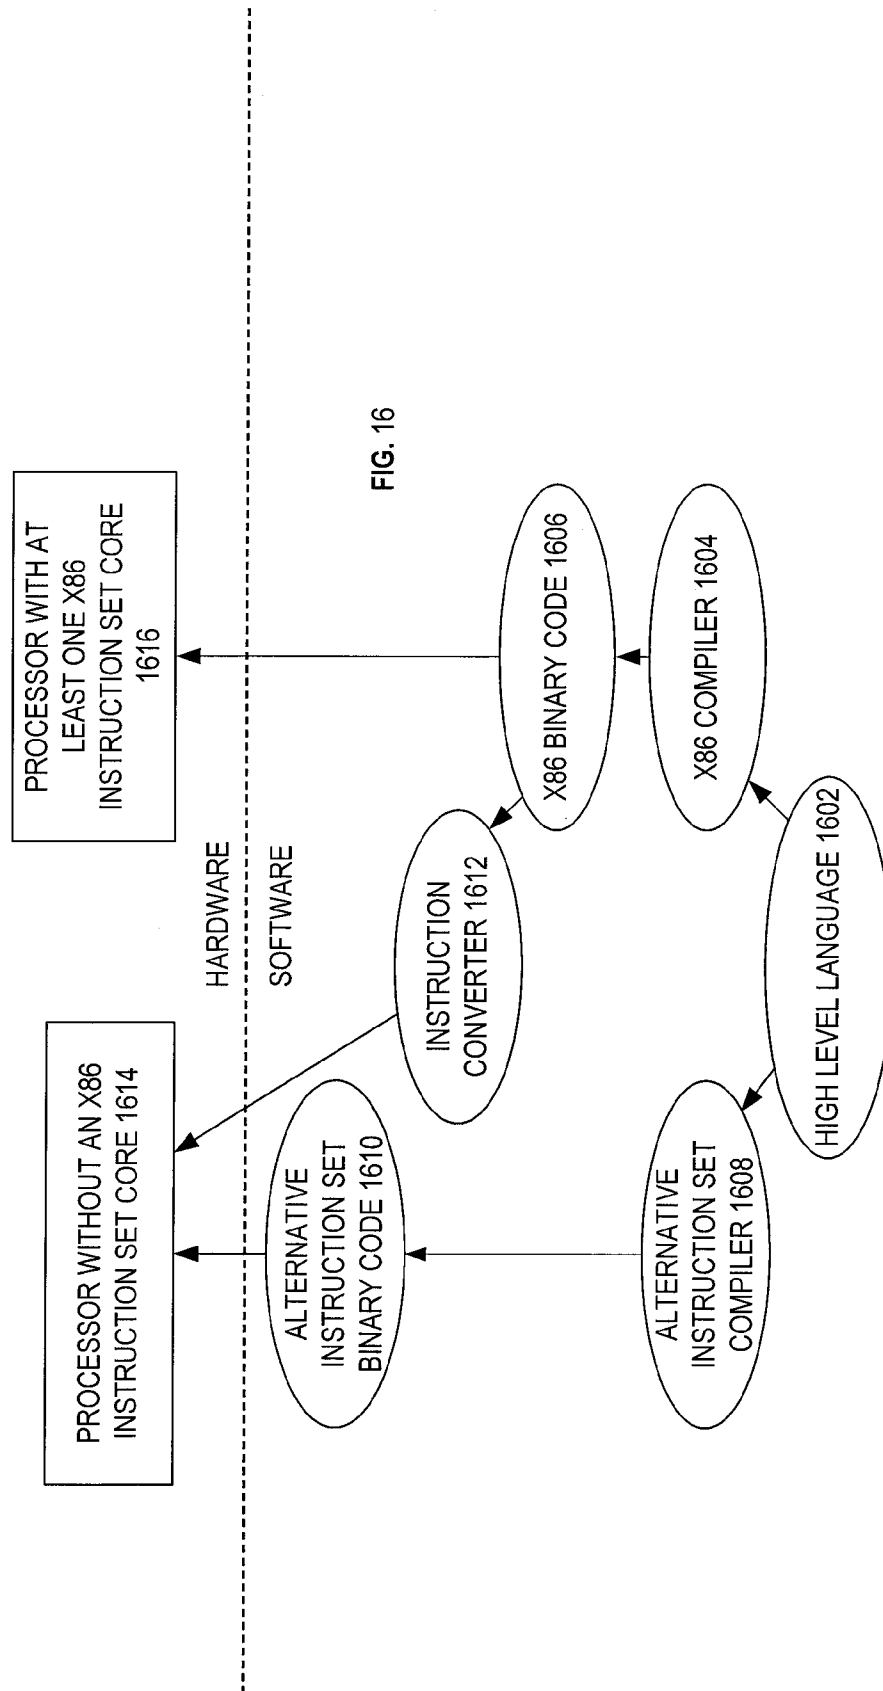 PROCESSOR WITHOUT AN X86
INSTRUCTION SET CORE 1614
PROCESSOR WITH AT
LEAST ONE X86
INSTRUCTION SET CORE
1616
HARDWARE
SOFTWARE
ALTERNATIVE
INSTRUCTION SET
BINARY CODE 1610
INSTRUCTION
CONVERTER 1612
FIG. 16
X86 BINARY CODE 1606
ALTERNATIVE
INSTRUCTION SET
COMPILER 1608
X86 COMPILER 1604
HIGH LEVEL LANGUAGE 1602